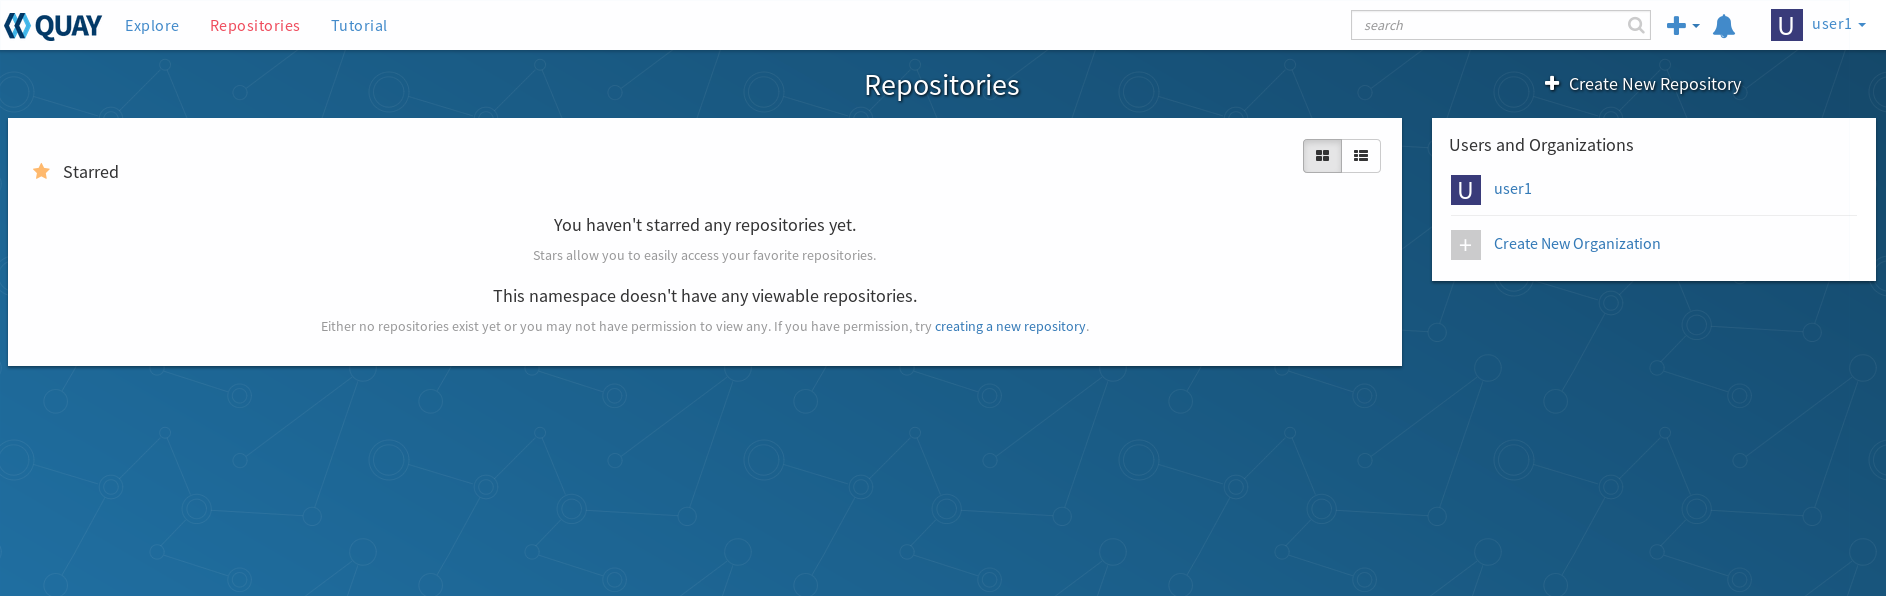 QUAY Explore Repositories Tutorial search U user1
Repositories
Create New Repository
Starred
You haven't starred any repositories yet.
Stars allow you to easily access your favorite repositories.
This namespace doesn't have any viewable repositories.
Either no repositories exist yet or you may not have permission to view any. If you have permission, try creating a new repository.
Users and Organizations
U user1
+ Create New Organization